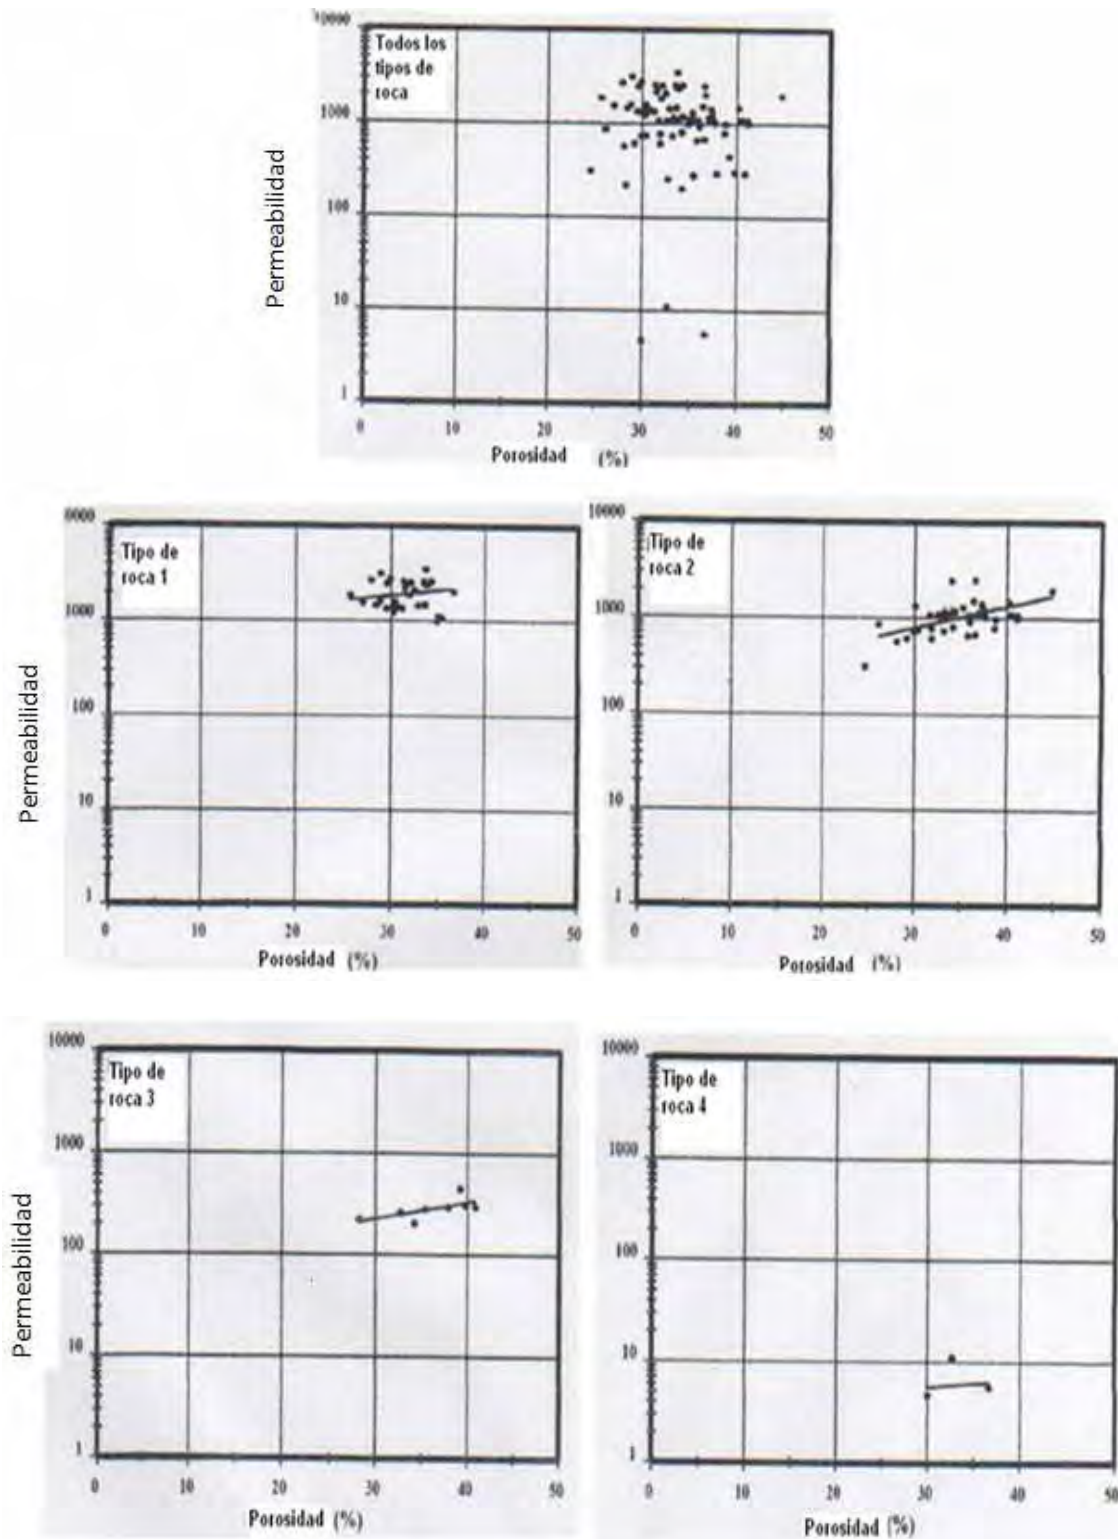 10000
Todos los
tipos de
roca
1000
100
10
1
0 10 20 30 40 50
Porosidad (%)
Permeabilidad
0000
Tipo de
roca 1
1000
100
10
1
0 10 20 30 40 50
Porosidad (%)
Permeabilidad
10000
Tipo de
roca 2
1000
100
10
1
0 10 20 30 40 50
Porosidad (%)
10000
Tipo de
roca 3
1000
100
10
1
0 10 20 30 40 50
Porosidad (%)
Permeabilidad
10000
Tipo de
roca 4
1000
100
10
1
0 10 20 30 40 50
Porosidad (%)